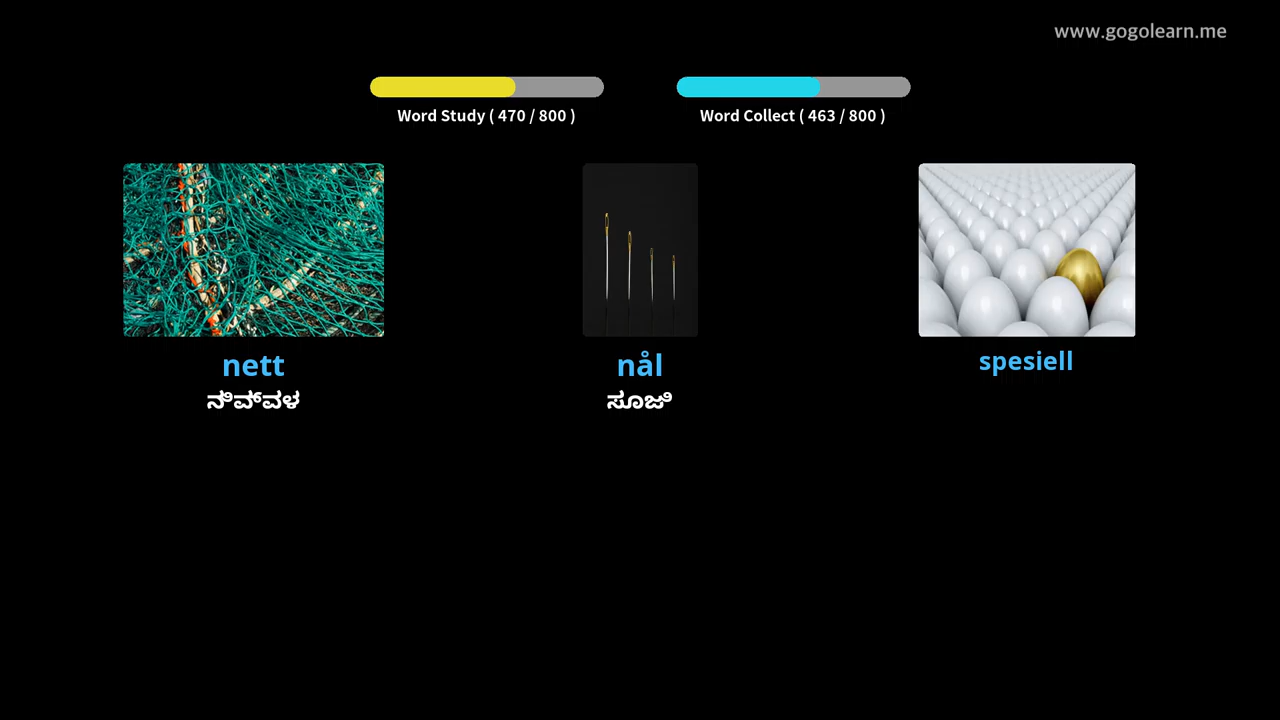 www.gogolearn.me
Word Study ( 470 / 800 )
Word Collect ( 463 / 800 )
nett
nål
spesiell
ನಿವ್ವಳ
ಸೂಜಿ